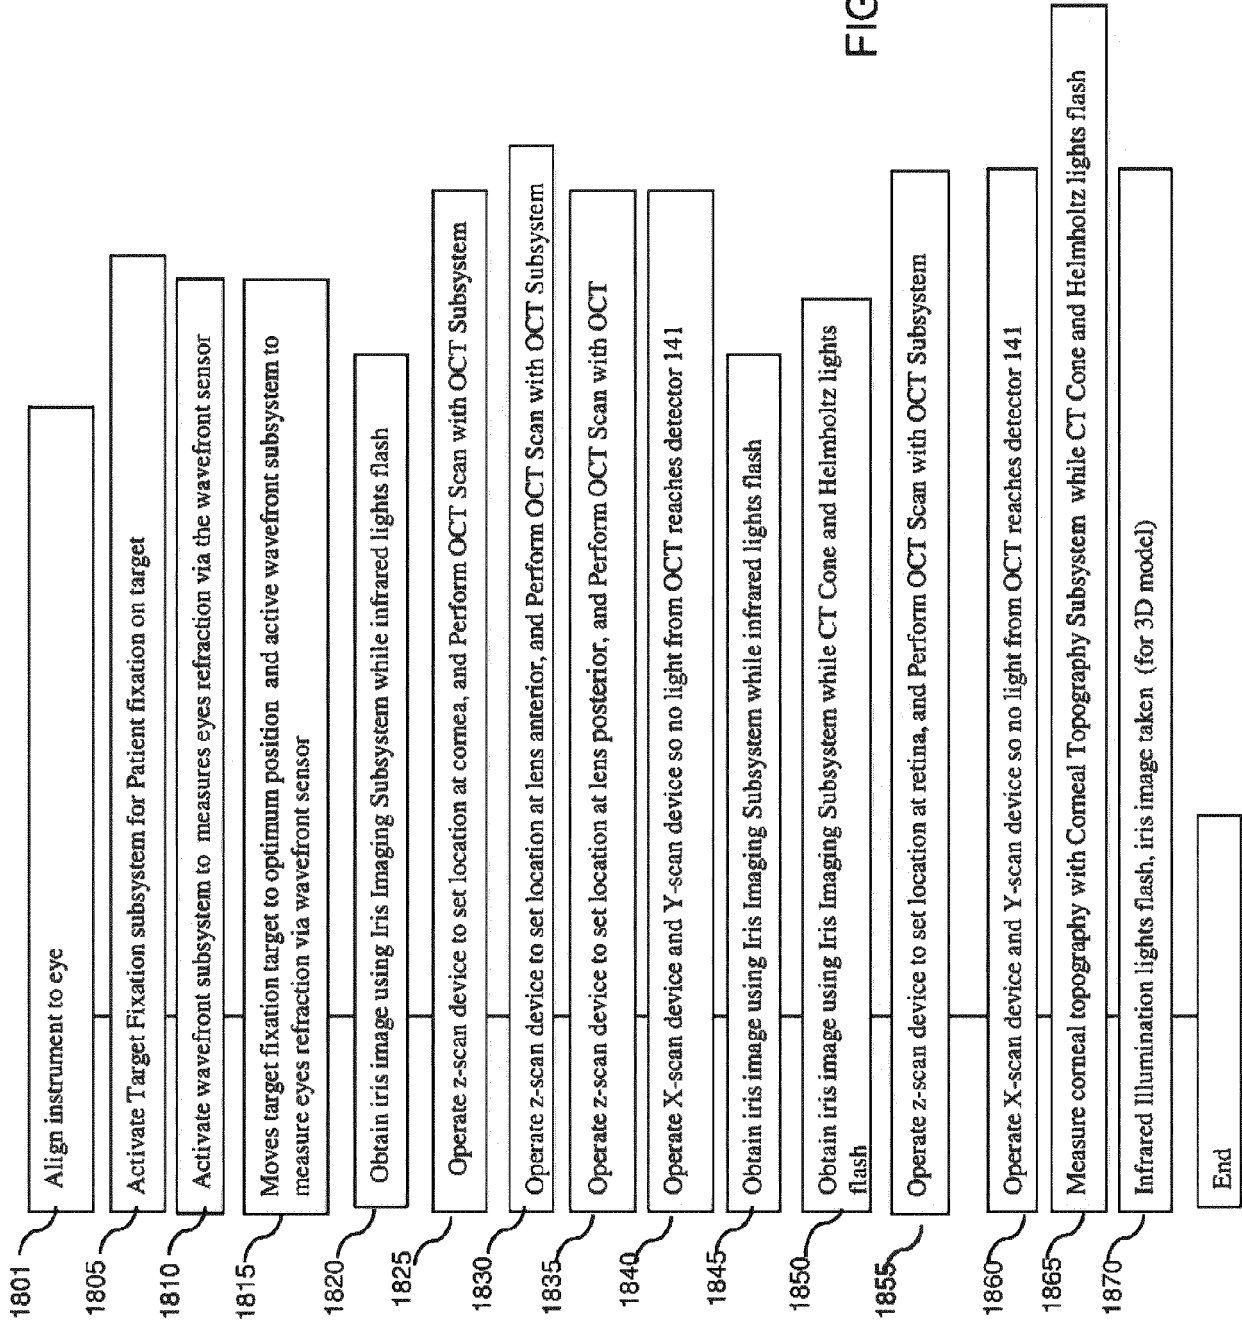 1801
Align instrument to eye
1805
Activate Target Fixation subsystem for Patient fixation on target
1810
Activate wavefront subsystem to measures eyes refraction via the wavefront sensor
1815
Moves target fixation target to optimum position and active wavefront subsystem to
measure eyes refraction via wavefront sensor
1820
Obtain iris image using Iris Imaging Subsystem while infrared lights flash
1825
Operate z-scan device to set location at cornea, and Perform OCT Scan with OCT Subsystem
1830
Operate z-scan device to set location at lens anterior, and Perform OCT Scan with OCT Subsystem
1835
Operate z-scan device to set location at lens posterior, and Perform OCT Scan with OCT
1840
Operate X-scan device and Y-scan device so no light from OCT reaches detector 141
1845
Obtain iris image using Iris Imaging Subsystem while infrared lights flash
1850
Obtain iris image using Iris Imaging Subsystem while CT Cone and Helmholtz lights
flash
1855
Operate z-scan device to set location at retina, and Perform OCT Scan with OCT Subsystem
1860
Operate X-scan device and Y-scan device so no light from OCT reaches detector 141
1865
Measure corneal topography with Corneal Topography Subsystem while CT Cone and Helmholtz lights flash
1870
Infrared Illumination lights flash, iris image taken (for 3D model)
End
FIG